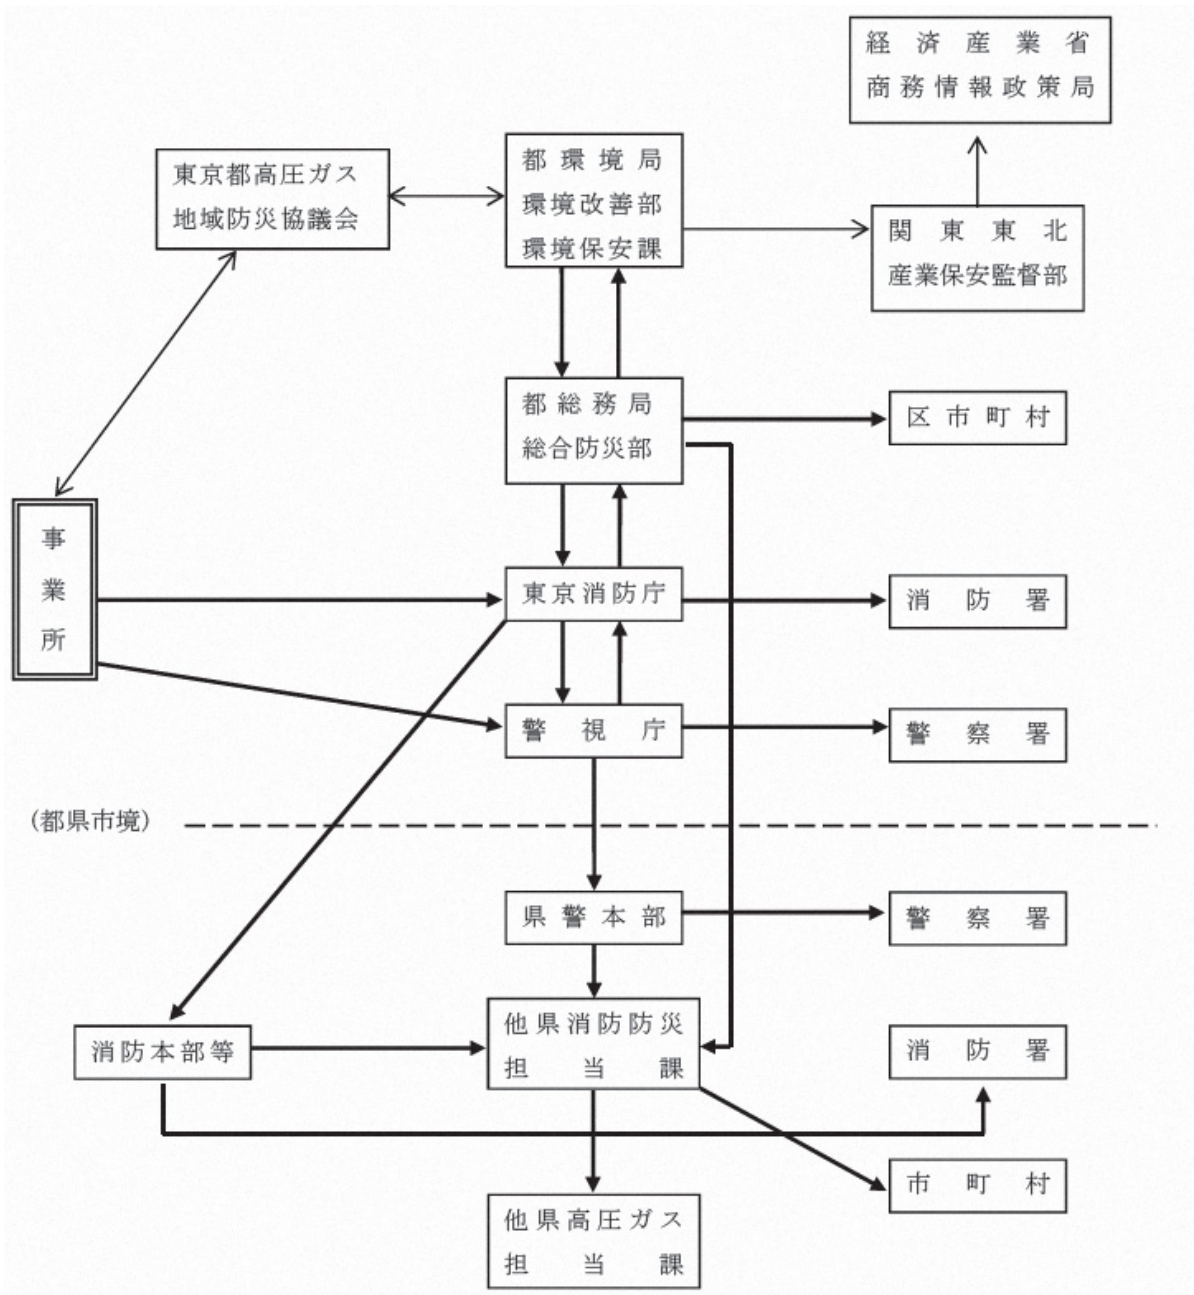 経済産業省
商務情報政策局
東京都高圧ガス
地域防災協議会
都環境局
環境改善部
環境保安課
関東東北
産業保安監督部
都総務局
総合防災部
区市町村
事
業
所
東京消防庁
消防署
警視庁
警察署
(都県市境)
県警本部
警察署
他県消防防災
担当課
消防本部等
消防署
市町村
他県高圧ガス
担当課